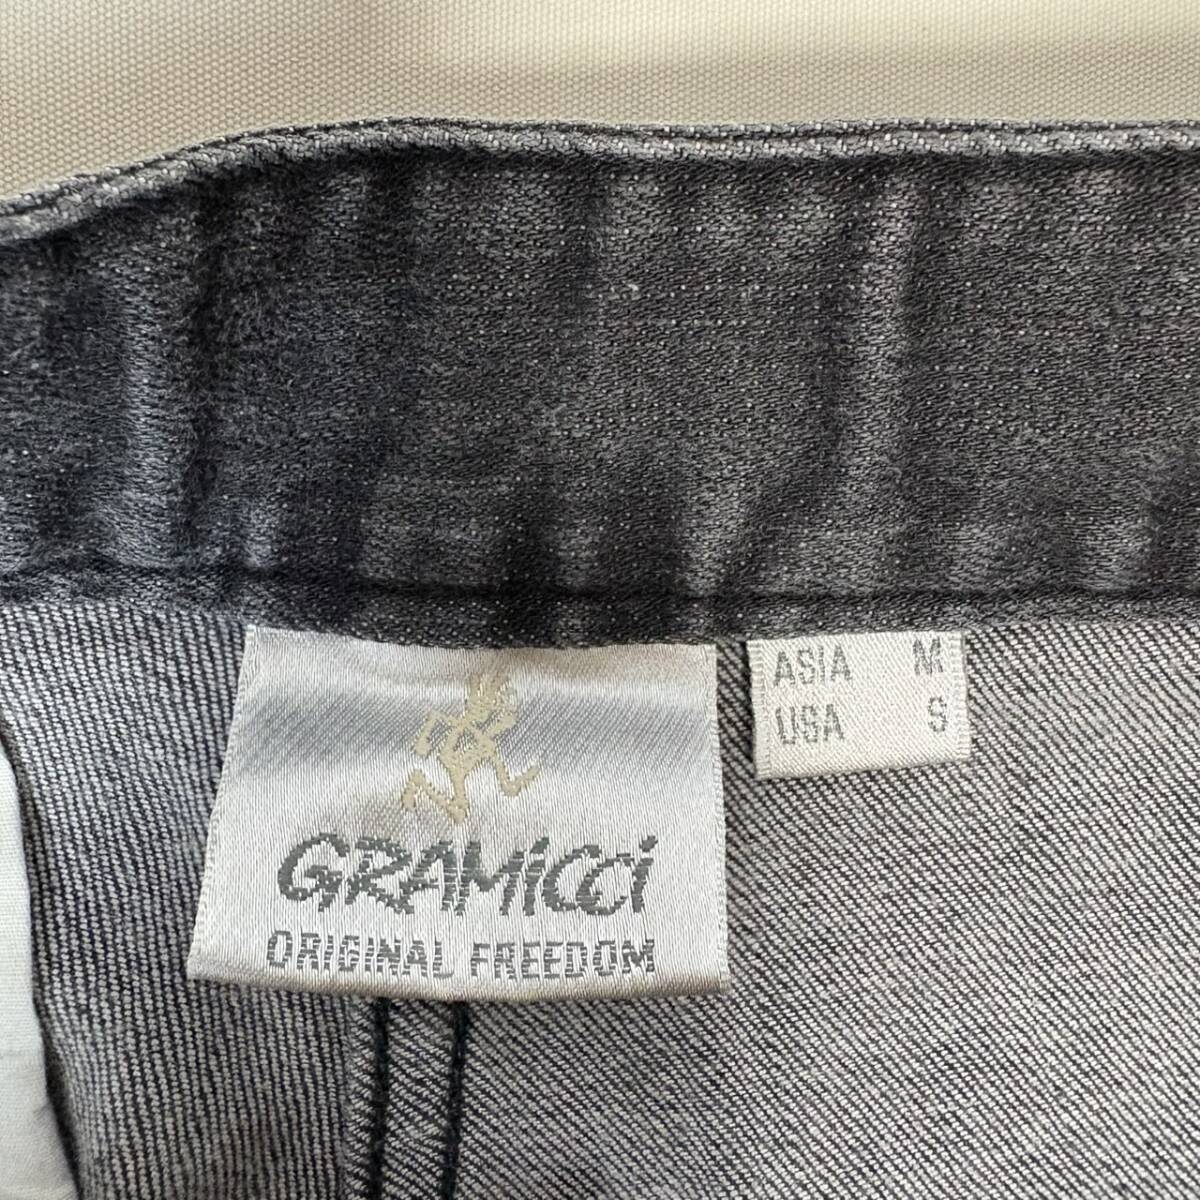 GRAMiCCi
ORIGINAL FREEDOM
ASIA M
USA S